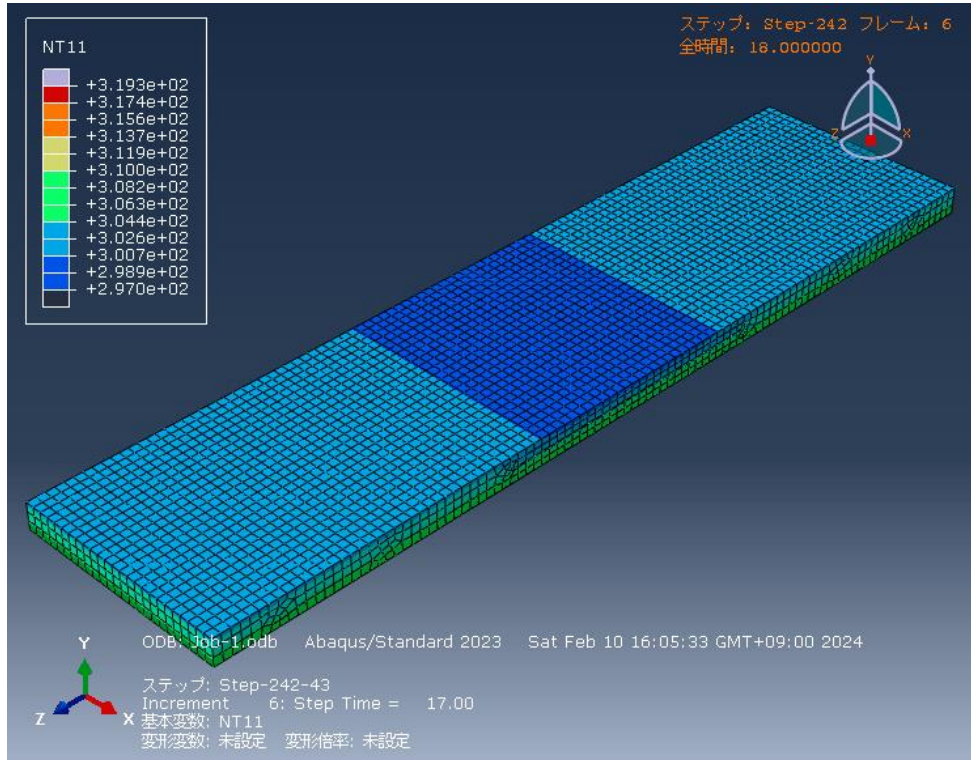 ステップ: Step-242 フレーム: 6
全時間: 18.000000
NT11
+3.193e+02
+3.174e+02
+3.156e+02
+3.137e+02
+3.119e+02
+3.100e+02
+3.082e+02
+3.063e+02
+3.044e+02
+3.026e+02
+3.007e+02
+2.989e+02
+2.970e+02
Y
Z
X
ODB: Job-1.odb Abaqus/Standard 2023 Sat Feb 10 16:05:33 GMT+09:00 2024
ステップ: Step-242-43
Increment 6: Step Time = 17.00
基本変数: NT11
変形変数: 未設定 変形倍率: 未設定
Y
Z
X